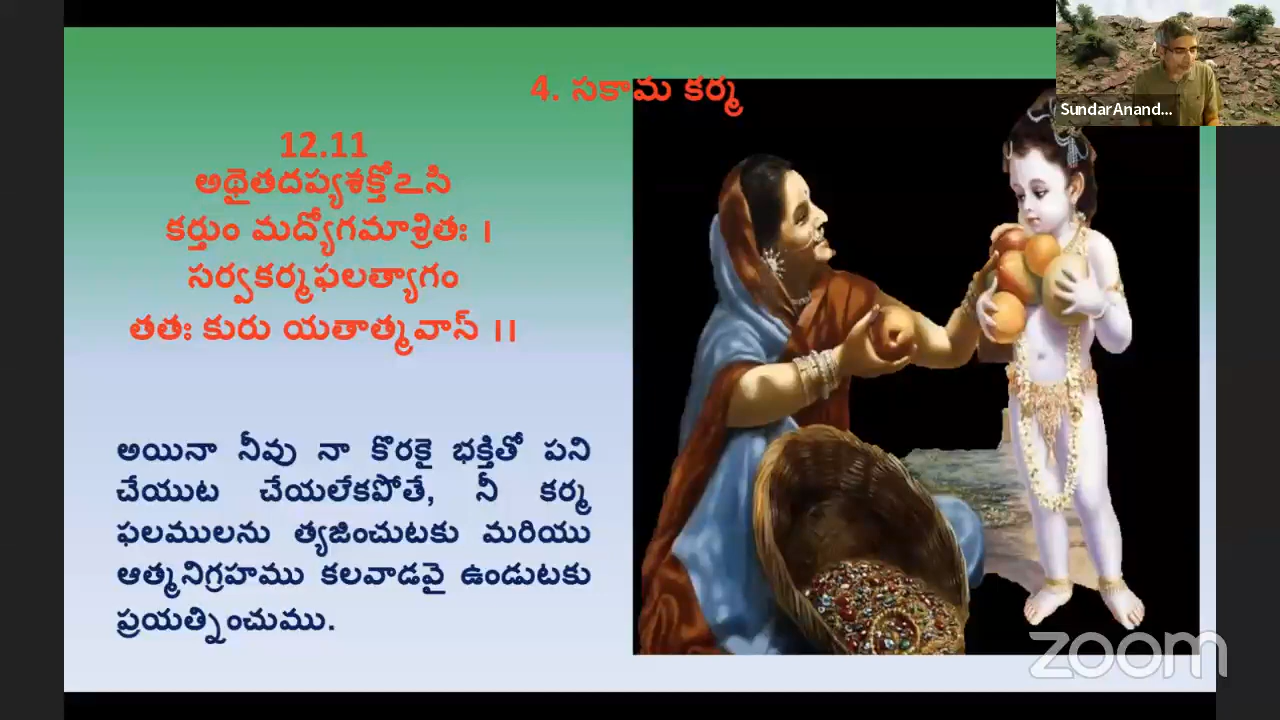 4. సకామ కర్మ
SundarAnand...
12.11
అథైతదప్యశక్తోఽసి
కర్తుం మద్యోగమాశ్రితః ।
సర్వకర్మఫలత్యాగం
తతః కురు యతాత్మవాన్ ।।
అయినా నీవు నా కొరకై భక్తితో పని
చేయుట చేయలేకపోతే, నీ కర్మ
ఫలములను త్యజించుటకు మరియు
ఆత్మనిగ్రహము కలవాడవై ఉండుటకు
ప్రయత్నించుము.
zoom